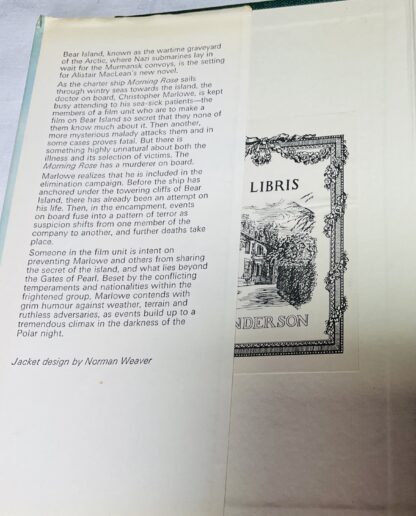 Bear Island, known as the wartime graveyard
of the Arctic, where Nazi submarines lay in
wait for the Murmansk convoys, is the setting
for Alistair MacLean's new novel.
As the charter ship Morning Rose sails
through wintry seas towards the island, the
doctor on board, Christopher Marlowe, is kept
busy attending to his sea-sick patients—the
members of a film unit who are to make a
film on Bear Island so secret that they none of
them know much about it. Then another,
more mysterious malady attacks them and in
some cases proves fatal. But there is
something highly unnatural about both the
illness and its selection of victims. The
Morning Rose has a murderer on board.
Marlowe realizes that he is included in the
elimination campaign. Before the ship has
anchored under the towering cliffs of Bear
Island, there has already been an attempt on
his life. Then, in the encampment, events
on board fuse into a pattern of terror as
suspicion shifts from one member of the
company to another, and further deaths take
place.
Someone in the film unit is intent on
preventing Marlowe and others from sharing
the secret of the island, and what lies beyond
the Gates of Pearl. Beset by the conflicting
temperaments and nationalities within the
frightened group, Marlowe contends with
grim humour against weather, terrain and
ruthless adversaries, as events build up to a
tremendous climax in the darkness of the
Polar night.
Jacket design by Norman Weaver
LIBRIS
NDERSON